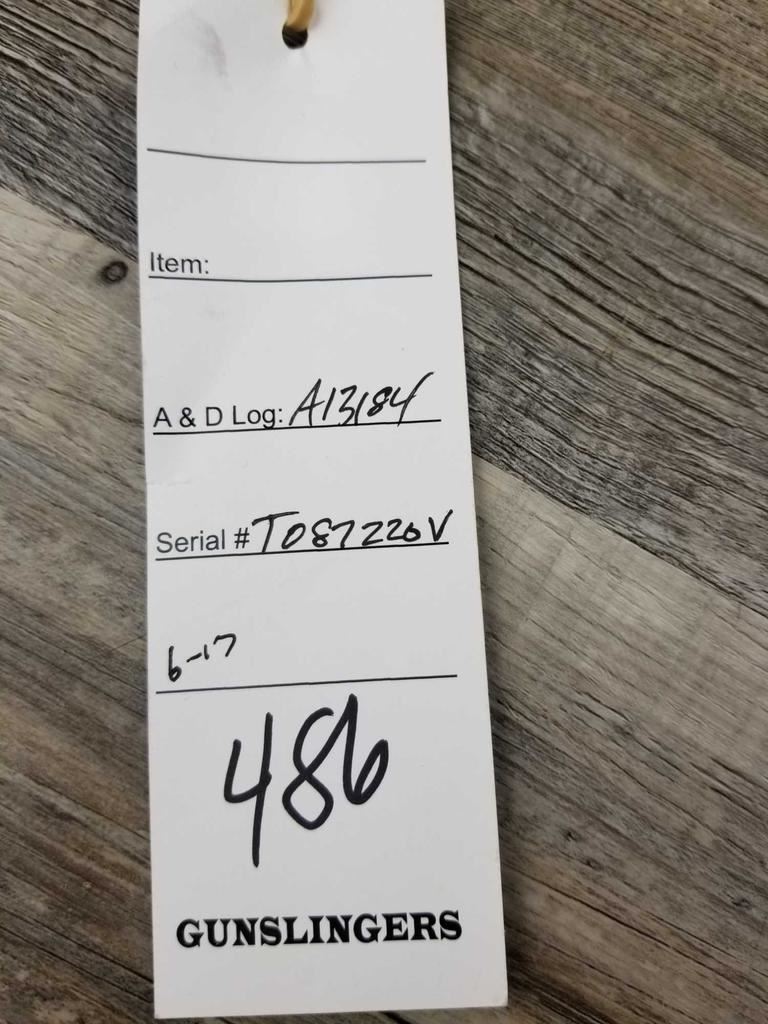 Item:
A & D Log: A13184
Serial # T087220V
6-17
486
GUNSLINGERS